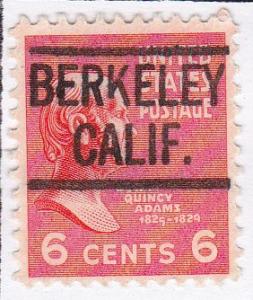 UNITED
STATES
POSTAGE
BERKELEY
CALIF.
QUINCY
ADAMS
1825-1829
6 CENTS 6